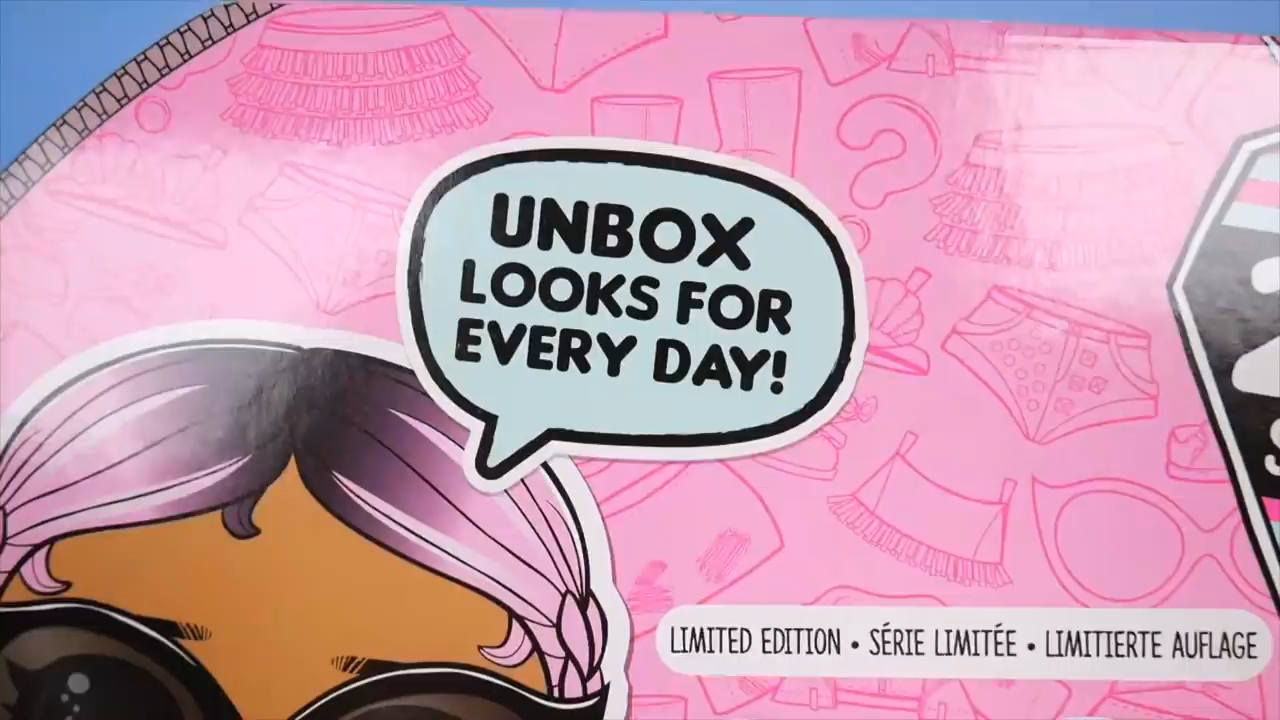 UNBOX
LOOKS FOR
EVERY DAY!
LIMITED EDITION • SÉRIE LIMITÉE • LIMITIERTE AUFLAGE